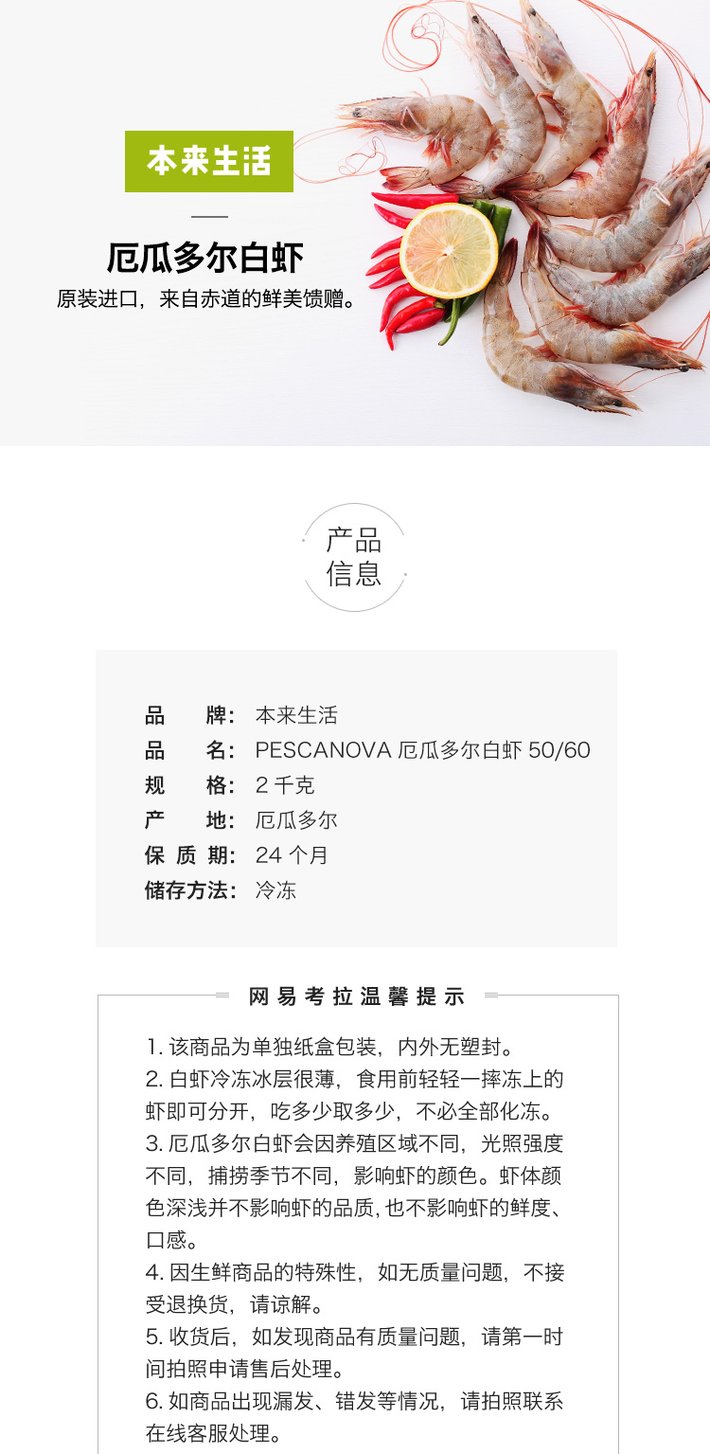 本来生活
厄瓜多尔白虾
原装进口，来自赤道的鲜美馈赠。
产品
信息
品牌：本来生活
品名：PESCANOVA 厄瓜多尔白虾 50/60
规格：2 千克
产地：厄瓜多尔
保质期：24 个月
储存方法：冷冻
网易考拉温馨提示
1. 该商品为单独纸盒包装，内外无塑封。
2. 白虾冷冻冰层很薄，食用前轻轻一摔冻上的
虾即可分开，吃多少取多少，不必全部化冻。
3. 厄瓜多尔白虾会因养殖区域不同，光照强度
不同，捕捞季节不同，影响虾的颜色。虾体颜
色深浅并不影响虾的品质,也不影响虾的鲜度、
口感。
4. 因生鲜商品的特殊性，如无质量问题，不接
受退换货，请谅解。
5. 收货后，如发现商品有质量问题，请第一时
间拍照申请售后处理。
6. 如商品出现漏发、错发等情况，请拍照联系
在线客服处理。